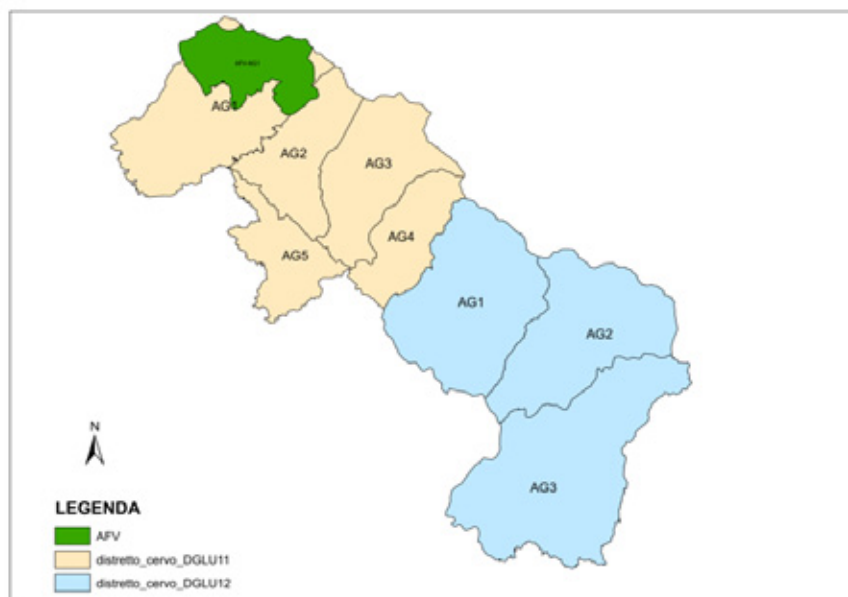 AG1
AG2
AG3
AG4
AG5
AG1
AG2
AG3
N
LEGENDA
AFV
distretto_cervo_DGLU11
distretto_cervo_DGLU12